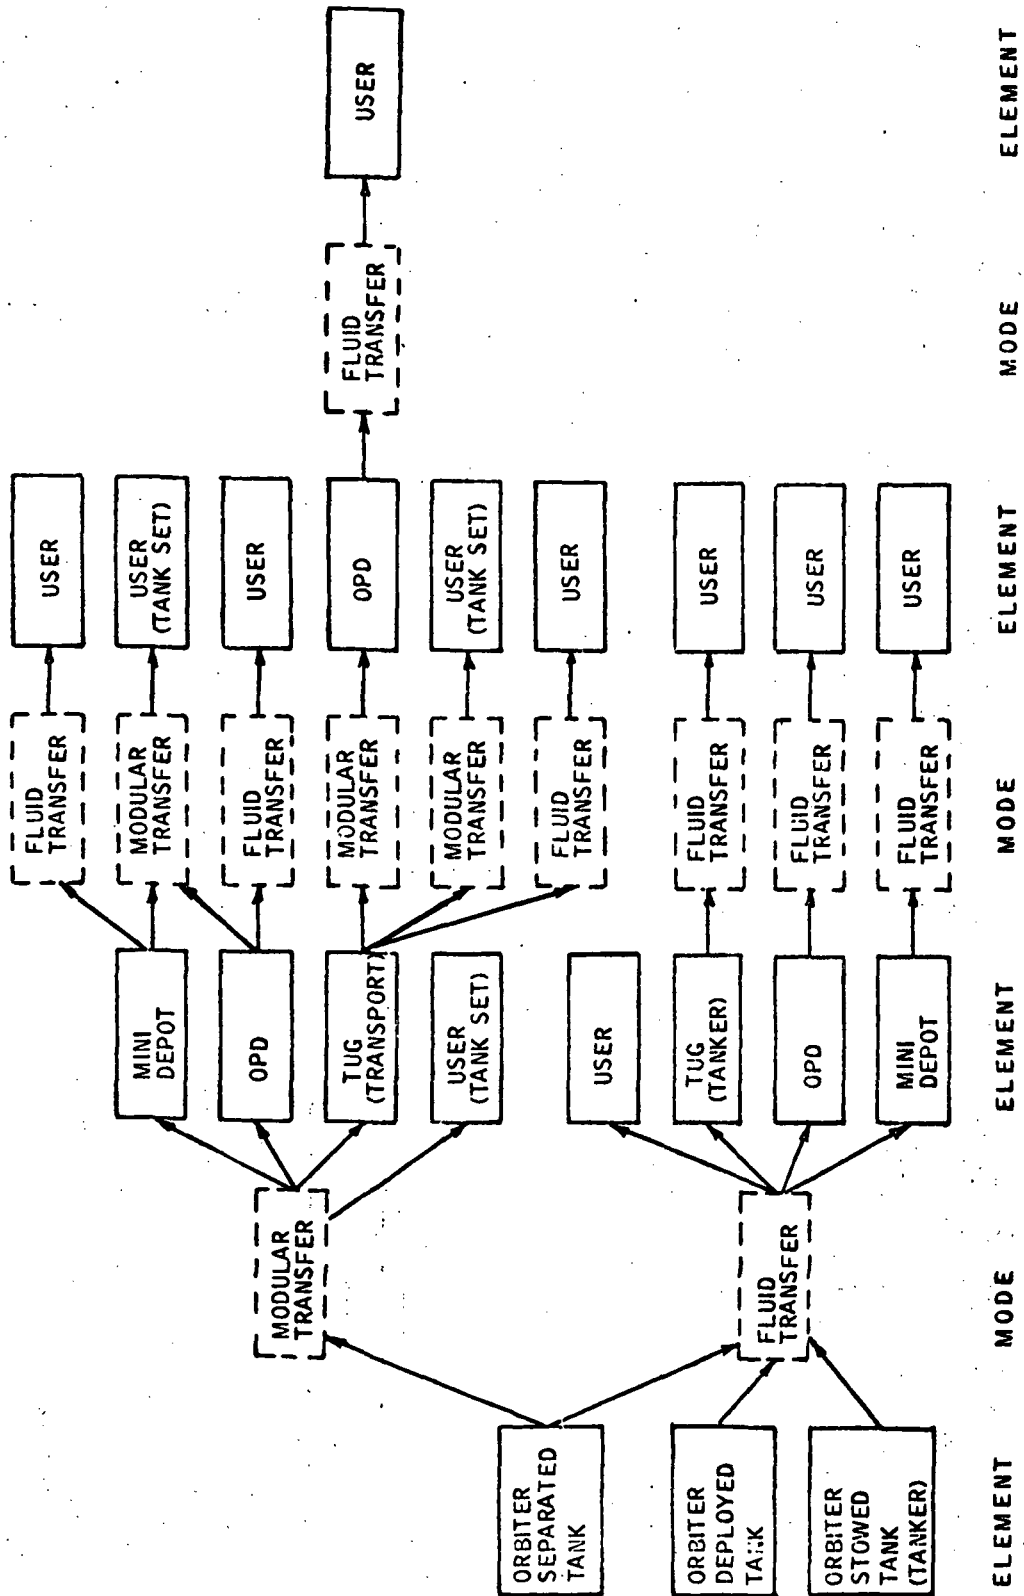 ORBITER
SEPARATED
TANK
ORBITER
DEPLOYED
TANK
ORBITER
STOWED
TANK
(TANKER)
MODULAR
TRANSFER
FLUID
TRANSFER
MINI
DEPOT
OPD
TUG
(TRANSPORT)
USER
(TANK SET)
USER
TUG
(TANKER)
OPD
MINI
DEPOT
FLUID
TRANSFER
MODULAR
TRANSFER
FLUID
TRANSFER
MODULAR
TRANSFER
MODULAR
TRANSFER
FLUID
TRANSFER
FLUID
TRANSFER
FLUID
TRANSFER
FLUID
TRANSFER
USER
USER
(TANK SET)
USER
OPD
USER
(TANK SET)
USER
USER
USER
USER
FLUID
TRANSFER
USER
ELEMENT MODE ELEMENT MODE ELEMENT MODE ELEMENT